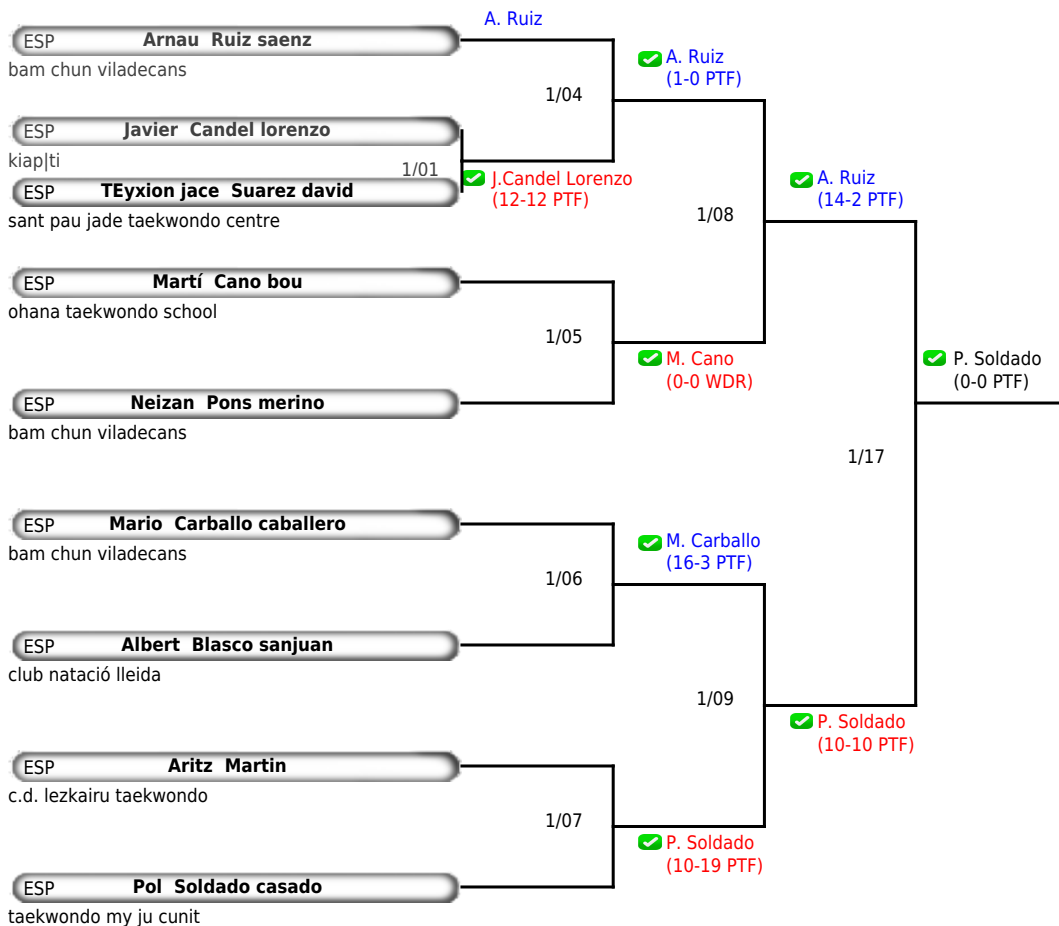 A. Ruiz
ESP Arnau Ruiz saenz
bam chun viladecans
A. Ruiz
(1-0 PTF)
1/04
ESP Javier Candel lorenzo
kiap|ti
1/01
J.Candel Lorenzo
(12-12 PTF)
ESP TEyxion jace Suarez david
sant pau jade taekwondo centre
A. Ruiz
(14-2 PTF)
1/08
ESP Martí Cano bou
ohana taekwondo school
1/05
M. Cano
(0-0 WDR)
ESP Neizan Pons merino
bam chun viladecans
P. Soldado
(0-0 PTF)
1/17
ESP Mario Carballo caballero
bam chun viladecans
M. Carballo
(16-3 PTF)
1/06
ESP Albert Blasco sanjuan
club natació lleida
1/09
P. Soldado
(10-10 PTF)
ESP Aritz Martin
c.d. lezkairu taekwondo
1/07
P. Soldado
(10-19 PTF)
ESP Pol Soldado casado
taekwondo my ju cunit